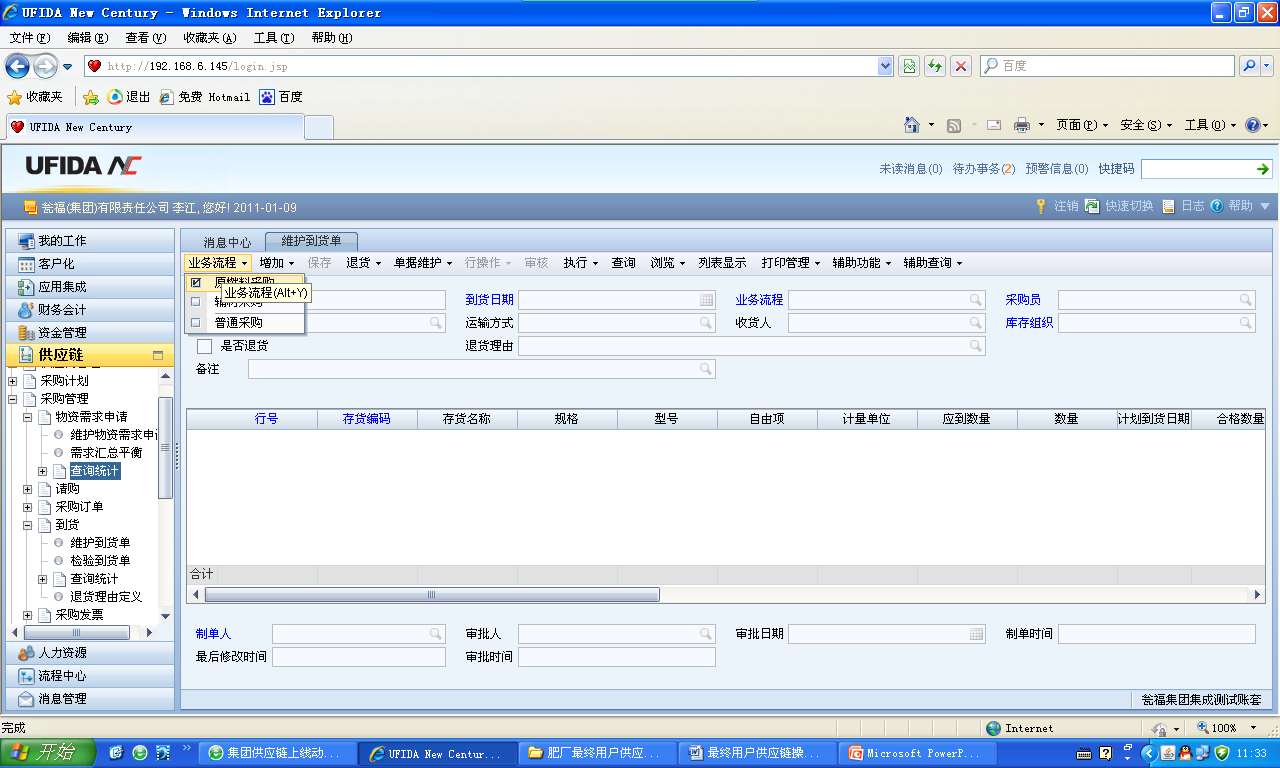 UFIDA New Century - Windows Internet Explorer
文件(F) 编辑(E) 查看(V) 收藏夹(A) 工具(T) 帮助(H)
http://192.168.6.145/login.jsp 百度
收藏夹 退出 免费 Hotmail 百度
UFIDA New Century 页面(P) 安全(S) 工具(O)
UFIDA NC 未读消息(0) 待办事务(2) 预警信息(0) 快捷码
瓮福(集团)有限责任公司 李江, 您好! 2011-01-09 注销 快速切换 日志 帮助
我的工作
客户化
应用集成
财务会计
资金管理
供应链
采购计划
采购管理
物资需求申请
维护物资需求申请
需求汇总平衡
查询统计
请购
采购订单
到货
维护到货单
检验到货单
查询统计
退货理由定义
采购发票
人力资源
流程中心
消息管理
消息中心 维护到货单
业务流程 增加 保存 退货 单据维护 行操作 审核 执行 查询 浏览 列表显示 打印管理 辅助功能 辅助查询
原燃料采购
业务流程(Alt+Y)
普通采购
到货日期 业务流程 采购员
运输方式 收货人 库存组织
是否退货 退货理由
备注
行号 存货编码 存货名称 规格 型号 自由项 计量单位 应到数量 数量 计划到货日期 合格数量
合计
制单人 审批人 审批日期 制单时间
最后修改时间 审批时间
瓮福集团集成测试账套
完成 Internet 100%
开始 集团供应链上线动... UFIDA New Centur... 肥厂最终用户供应... 最终用户供应链操... Microsoft PowerP... 11:33